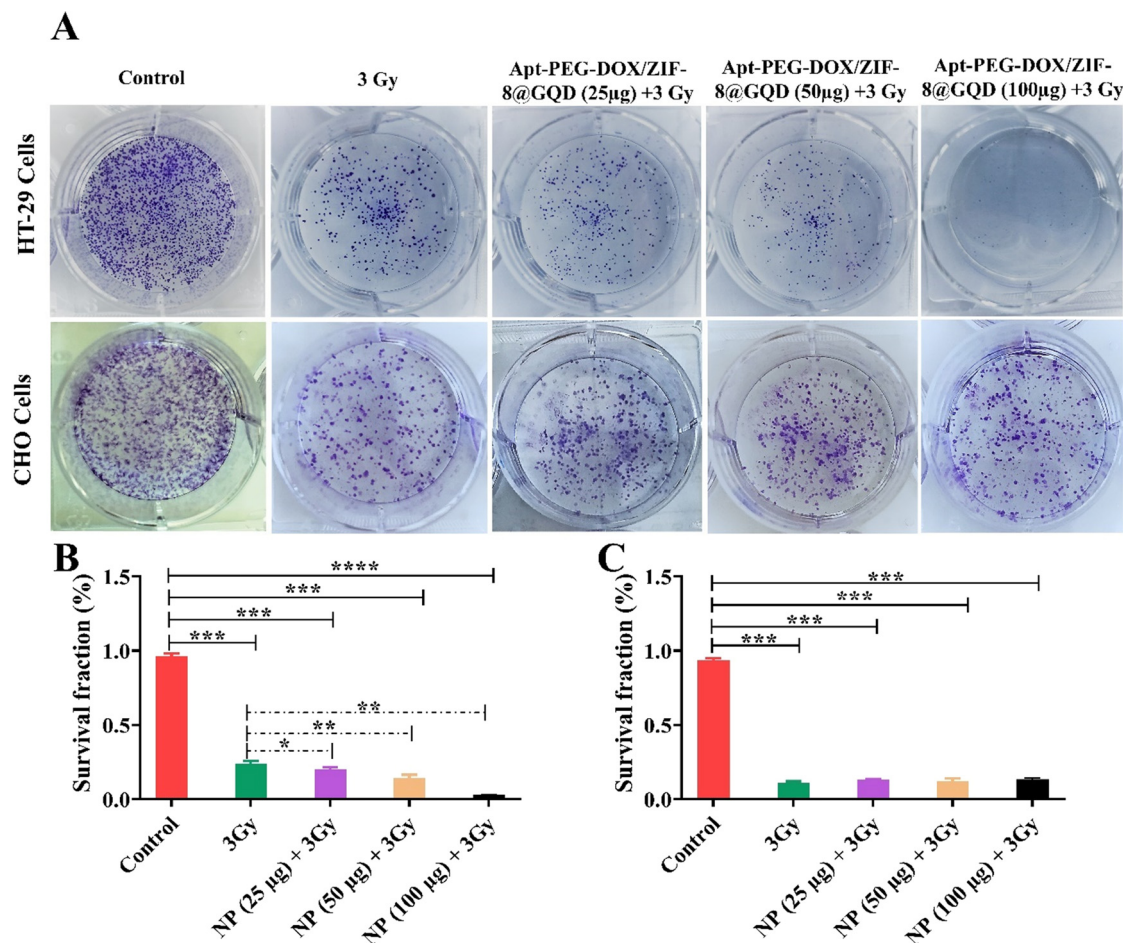 A
Control
3 Gy
Apt-PEG-DOX/ZIF-
8@GQD (25µg) +3 Gy
Apt-PEG-DOX/ZIF-
8@GQD (50µg) +3 Gy
Apt-PEG-DOX/ZIF-
8@GQD (100µg) +3 Gy
HT-29 Cells
CHO Cells
B
Survival fraction (%)
1.5
1.0
0.5
0.0
****
***
***
***
**
**
*
Control
3Gy
NP (25 µg) + 3Gy
NP (50 µg) + 3Gy
NP (100 µg) + 3Gy
C
Survival fraction (%)
1.5
1.0
0.5
0.0
***
***
***
***
Control
3Gy
NP (25 µg) + 3Gy
NP (50 µg) + 3Gy
NP (100 µg) + 3Gy